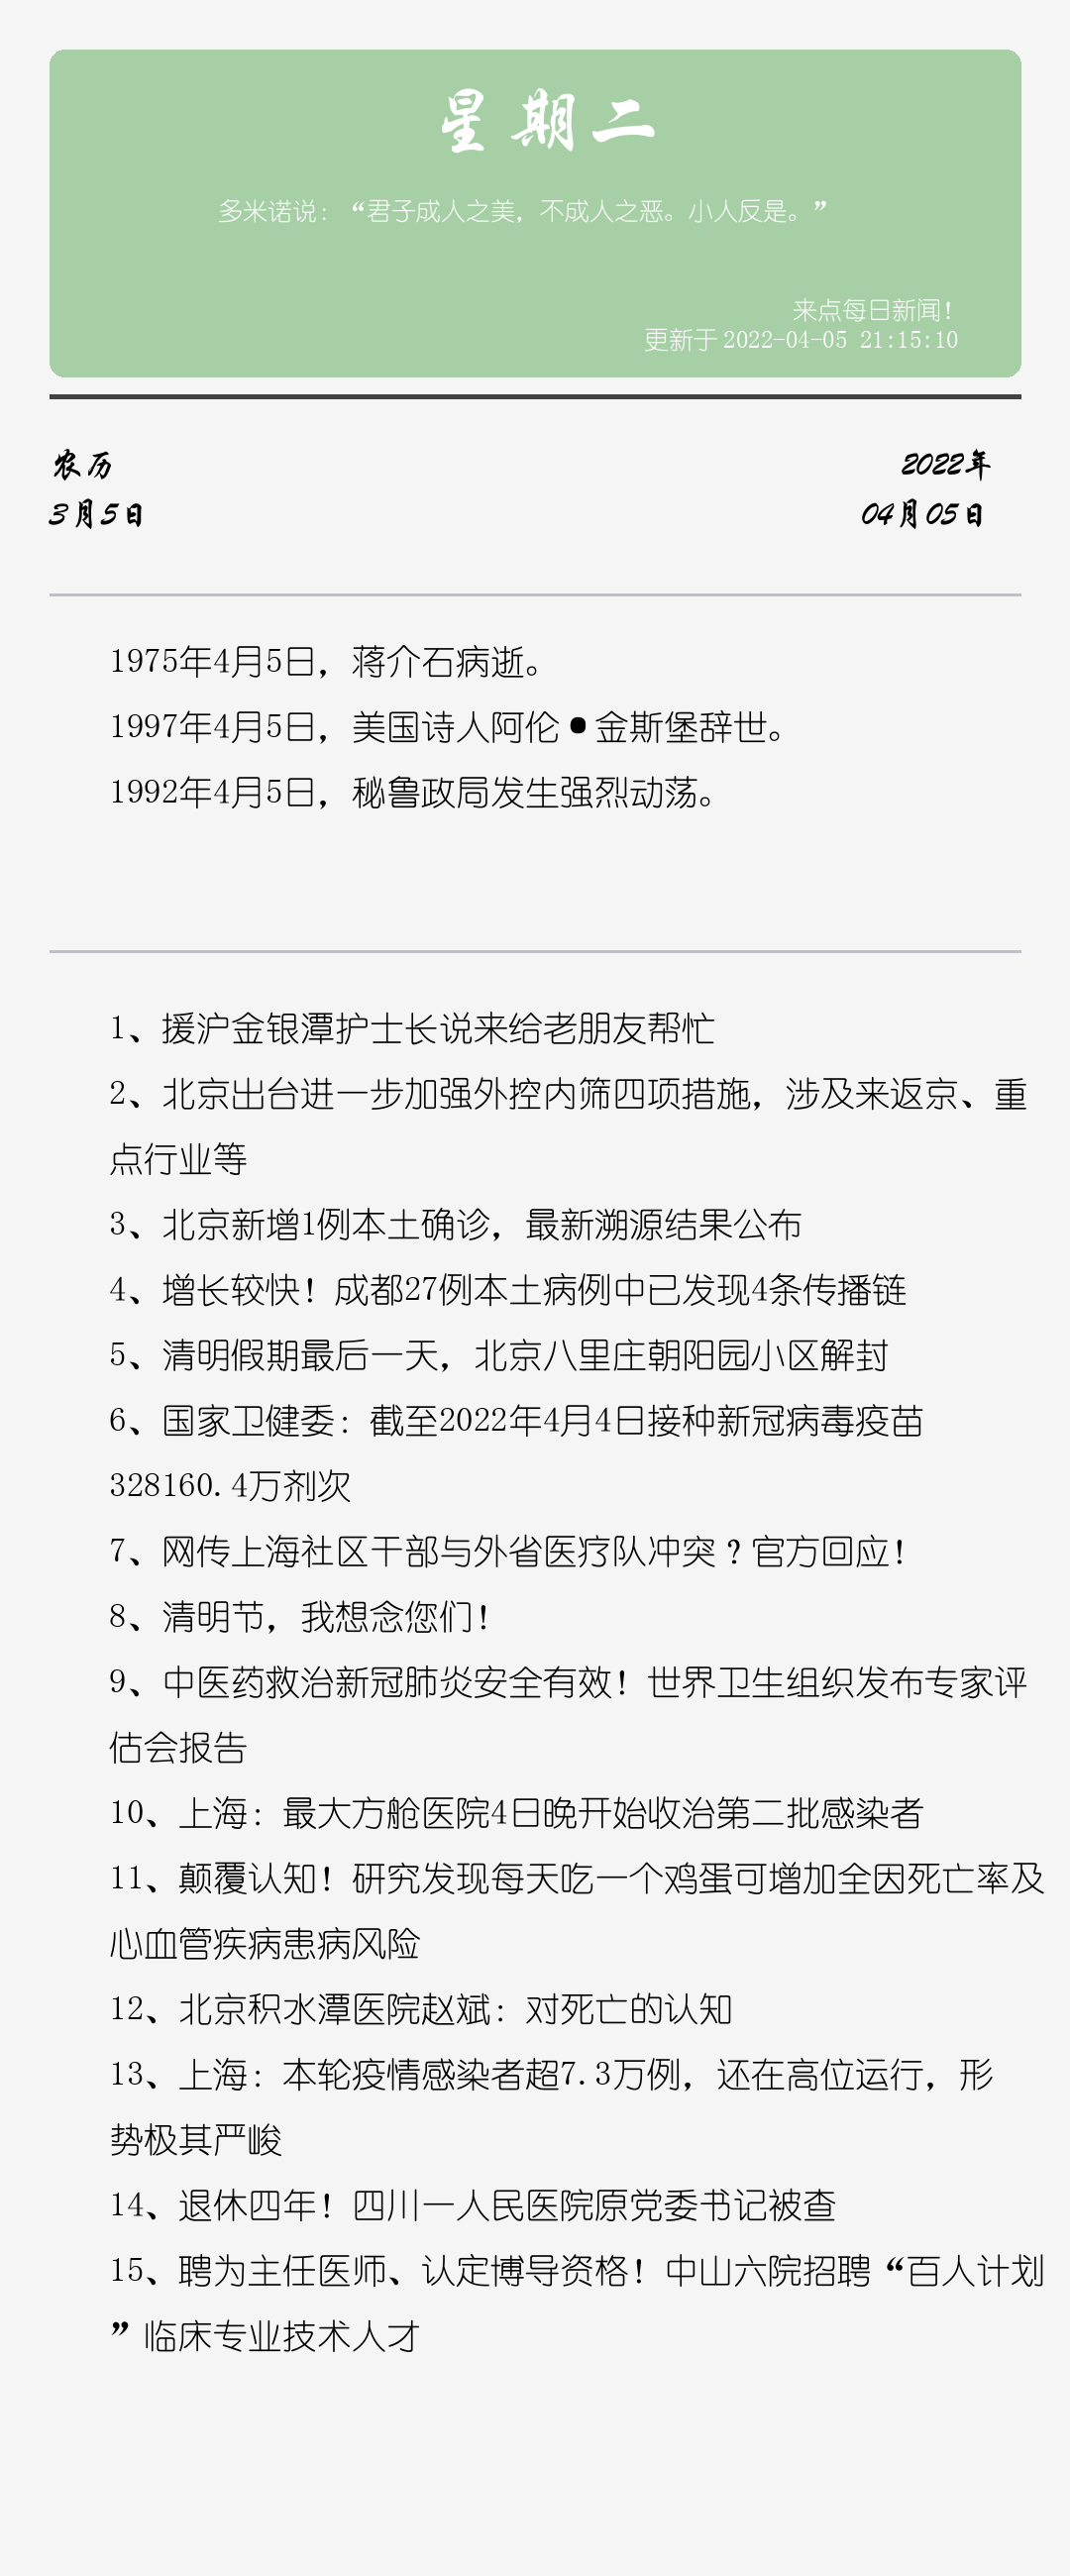 星期二
多米诺说：“君子成人之美，不成人之恶。小人反是。”
来点每日新闻！
更新于 2022-04-05 21:15:10
农历
2022年
3月5日
04月05日
1975年4月5日，蒋介石病逝。
1997年4月5日，美国诗人阿伦•金斯堡辞世。
1992年4月5日，秘鲁政局发生强烈动荡。
1、援沪金银潭护士长说来给老朋友帮忙
2、北京出台进一步加强外控内筛四项措施，涉及来返京、重
点行业等
3、北京新增1例本土确诊，最新溯源结果公布
4、增长较快！成都27例本土病例中已发现4条传播链
5、清明假期最后一天，北京八里庄朝阳园小区解封
6、国家卫健委：截至2022年4月4日接种新冠病毒疫苗
328160.4万剂次
7、网传上海社区干部与外省医疗队冲突？官方回应！
8、清明节，我想念您们！
9、中医药救治新冠肺炎安全有效！世界卫生组织发布专家评
估会报告
10、上海：最大方舱医院4日晚开始收治第二批感染者
11、颠覆认知！研究发现每天吃一个鸡蛋可增加全因死亡率及
心血管疾病患病风险
12、北京积水潭医院赵斌：对死亡的认知
13、上海：本轮疫情感染者超7.3万例，还在高位运行，形
势极其严峻
14、退休四年！四川一人民医院原党委书记被查
15、聘为主任医师、认定博导资格！中山六院招聘“百人计划
”临床专业技术人才